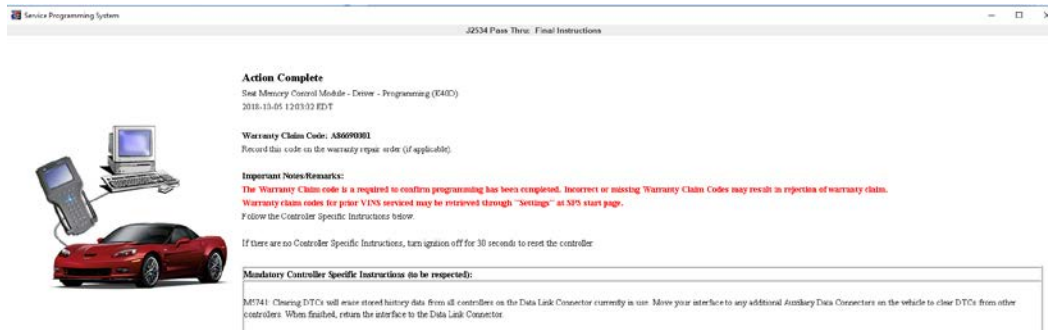 Service Programming System
J2534 Pass Thru: Final Instructions
Action Complete
Seat Memory Control Module - Driver - Programming (E40D)
2018-10-05 12:03:02 EDT
Warranty Claim Code: A86690001
Record this code on the warranty repair order (if applicable).
Important Notes/Remarks:
The Warranty Claim code is a required to confirm programming has been completed. Incorrect or missing Warranty Claim Codes may result in rejection of warranty claim.
Warranty claim codes for prior VINS serviced may be retrieved through "Settings" at SPS start page.
Follow the Controller Specific Instructions below.
If there are no Controller Specific Instructions, turn ignition off for 30 seconds to reset the controller
Mandatory Controller Specific Instructions (to be respected):
M5741: Clearing DTCs will erase stored history data from all controllers on the Data Link Connector currently in use. Move your interface to any additional Auxiliary Data Connectors on the vehicle to clear DTCs from other
controllers. When finished, return the interface to the Data Link Connector.